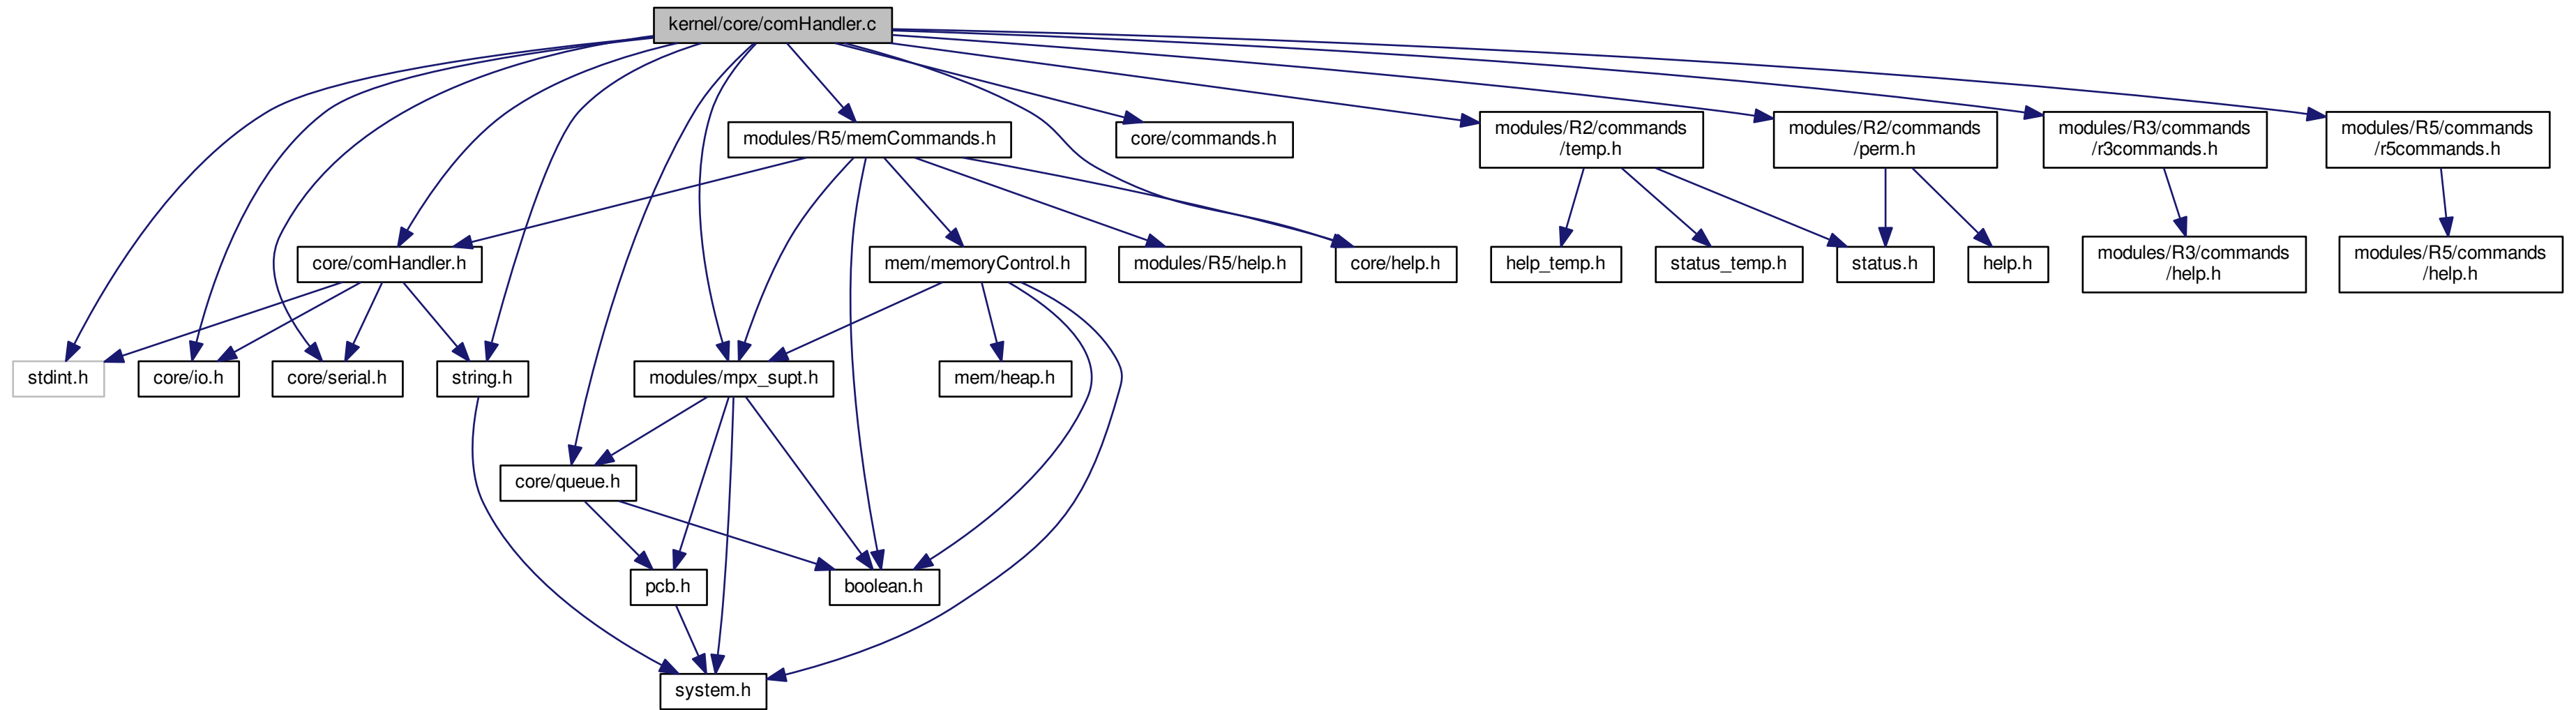 kernel/core/comHandler.c
modules/R5/memCommands.h
core/commands.h
modules/R2/commands
/temp.h
modules/R2/commands
/perm.h
modules/R3/commands
/r3commands.h
modules/R5/commands
/r5commands.h
core/comHandler.h
mem/memoryControl.h
modules/R5/help.h
core/help.h
help_temp.h
status_temp.h
status.h
help.h
modules/R3/commands
/help.h
modules/R5/commands
/help.h
stdint.h
core/io.h
core/serial.h
string.h
modules/mpx_supt.h
mem/heap.h
core/queue.h
pcb.h
boolean.h
system.h